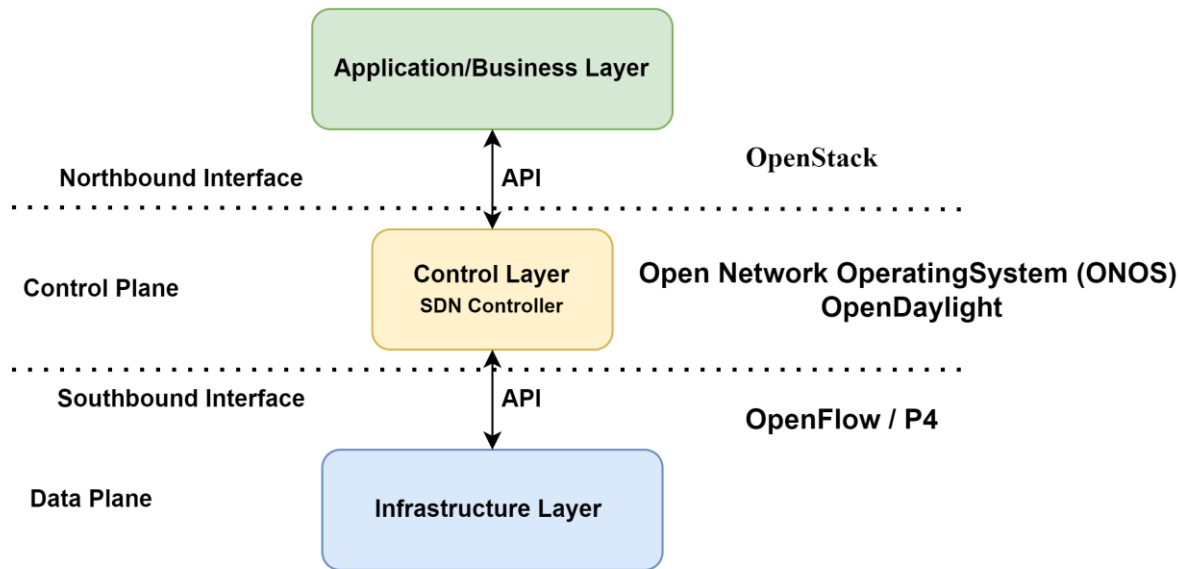 Application/Business Layer
OpenStack
Northbound Interface
API
Control Plane
Control Layer
SDN Controller
Open Network OperatingSystem (ONOS)
OpenDaylight
Southbound Interface
API
OpenFlow / P4
Data Plane
Infrastructure Layer